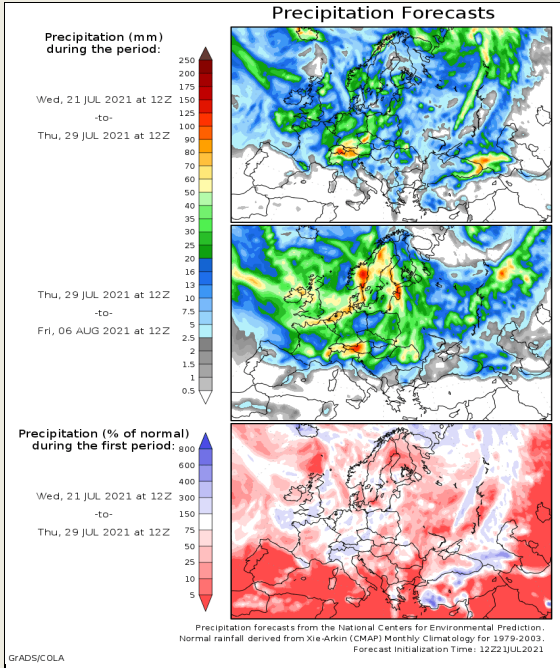 Precipitation Forecasts
Precipitation (mm)
during the period:
250
200
175
150
125
100
90
80
70
60
50
40
35
30
25
20
16
13
10
7.5
5
2.5
2
1.5
1
0.5
Wed, 21 JUL 2021 at 12Z
-to-
Thu, 29 JUL 2021 at 12Z
Thu, 29 JUL 2021 at 12Z
-to-
Fri, 06 AUG 2021 at 12Z
Precipitation (% of normal)
during the first period:
800
600
400
300
150
75
50
25
10
5
Wed, 21 JUL 2021 at 12Z
-to-
Thu, 29 JUL 2021 at 12Z
Precipitation forecasts from the National Centers for Environmental Prediction.
Normal rainfall derived from Xie-Arkin (CMAP) Monthly Climatology for 1979-2003.
Forecast Initialization Time: 12Z21JUL2021
GrADS/COLA